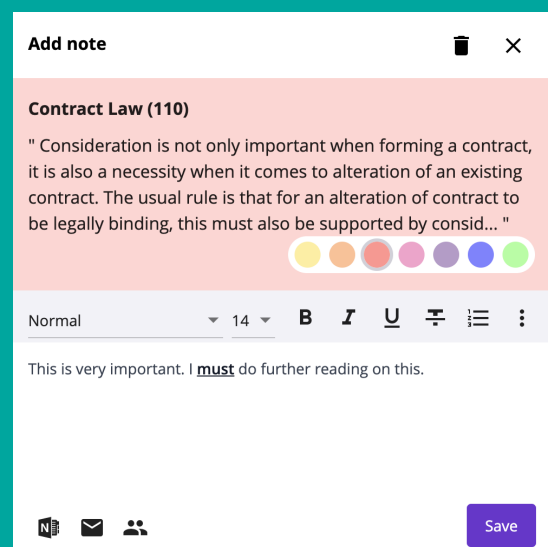 Add note
Contract Law (110)
" Consideration is not only important when forming a contract,
it is also a necessity when it comes to alteration of an existing
contract. The usual rule is that for an alteration of contract to
be legally binding, this must also be supported by consid... "
Normal 14 B I U T
This is very important. I must do further reading on this.
N
Save